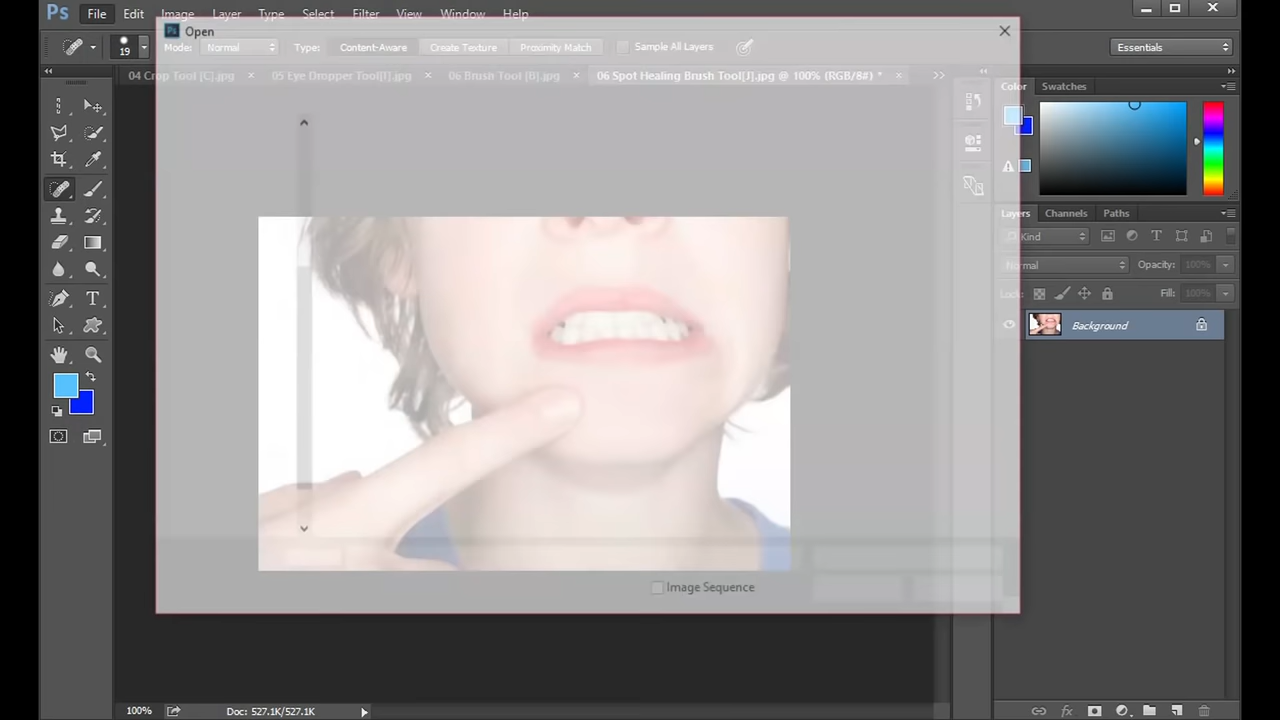 Ps File Edit Image Layer Type Select Filter View Window Help
Open
19 Mode: Normal Type: Content-Aware Create Texture Proximity Match Sample All Layers Essentials
04 Crop Tool [C].jpg × 05 Eye Dropper Tool[I].jpg × 06 Brush Tool [B].jpg × 06 Spot Healing Brush Tool[J].jpg @ 100% (RGB/8#) * ×
Color Swatches
Layers Channels Paths
Kind
Normal Opacity: 100%
Lock: Fill: 100%
Background
Image Sequence
100% Doc: 527.1K/527.1K